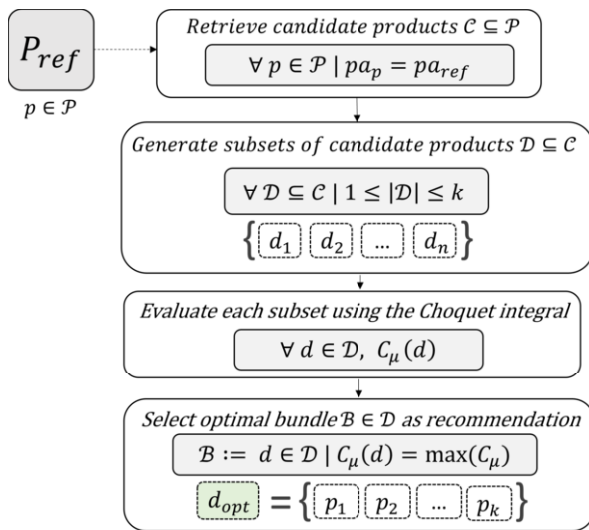 P_ref
p ∈ 𝒫
Retrieve candidate products 𝒞 ⊆ 𝒫
∀ p ∈ 𝒫 | pa_p = pa_ref
Generate subsets of candidate products 𝒟 ⊆ 𝒞
∀ 𝒟 ⊆ 𝒞 | 1 ≤ |𝒟| ≤ k
{ d_1 d_2 ... d_n }
Evaluate each subset using the Choquet integral
∀ d ∈ 𝒟, C_μ(d)
Select optimal bundle ℬ ∈ 𝒟 as recommendation
ℬ := d ∈ 𝒟 | C_μ(d) = max(C_μ)
d_opt = { p_1 p_2 ... p_k }